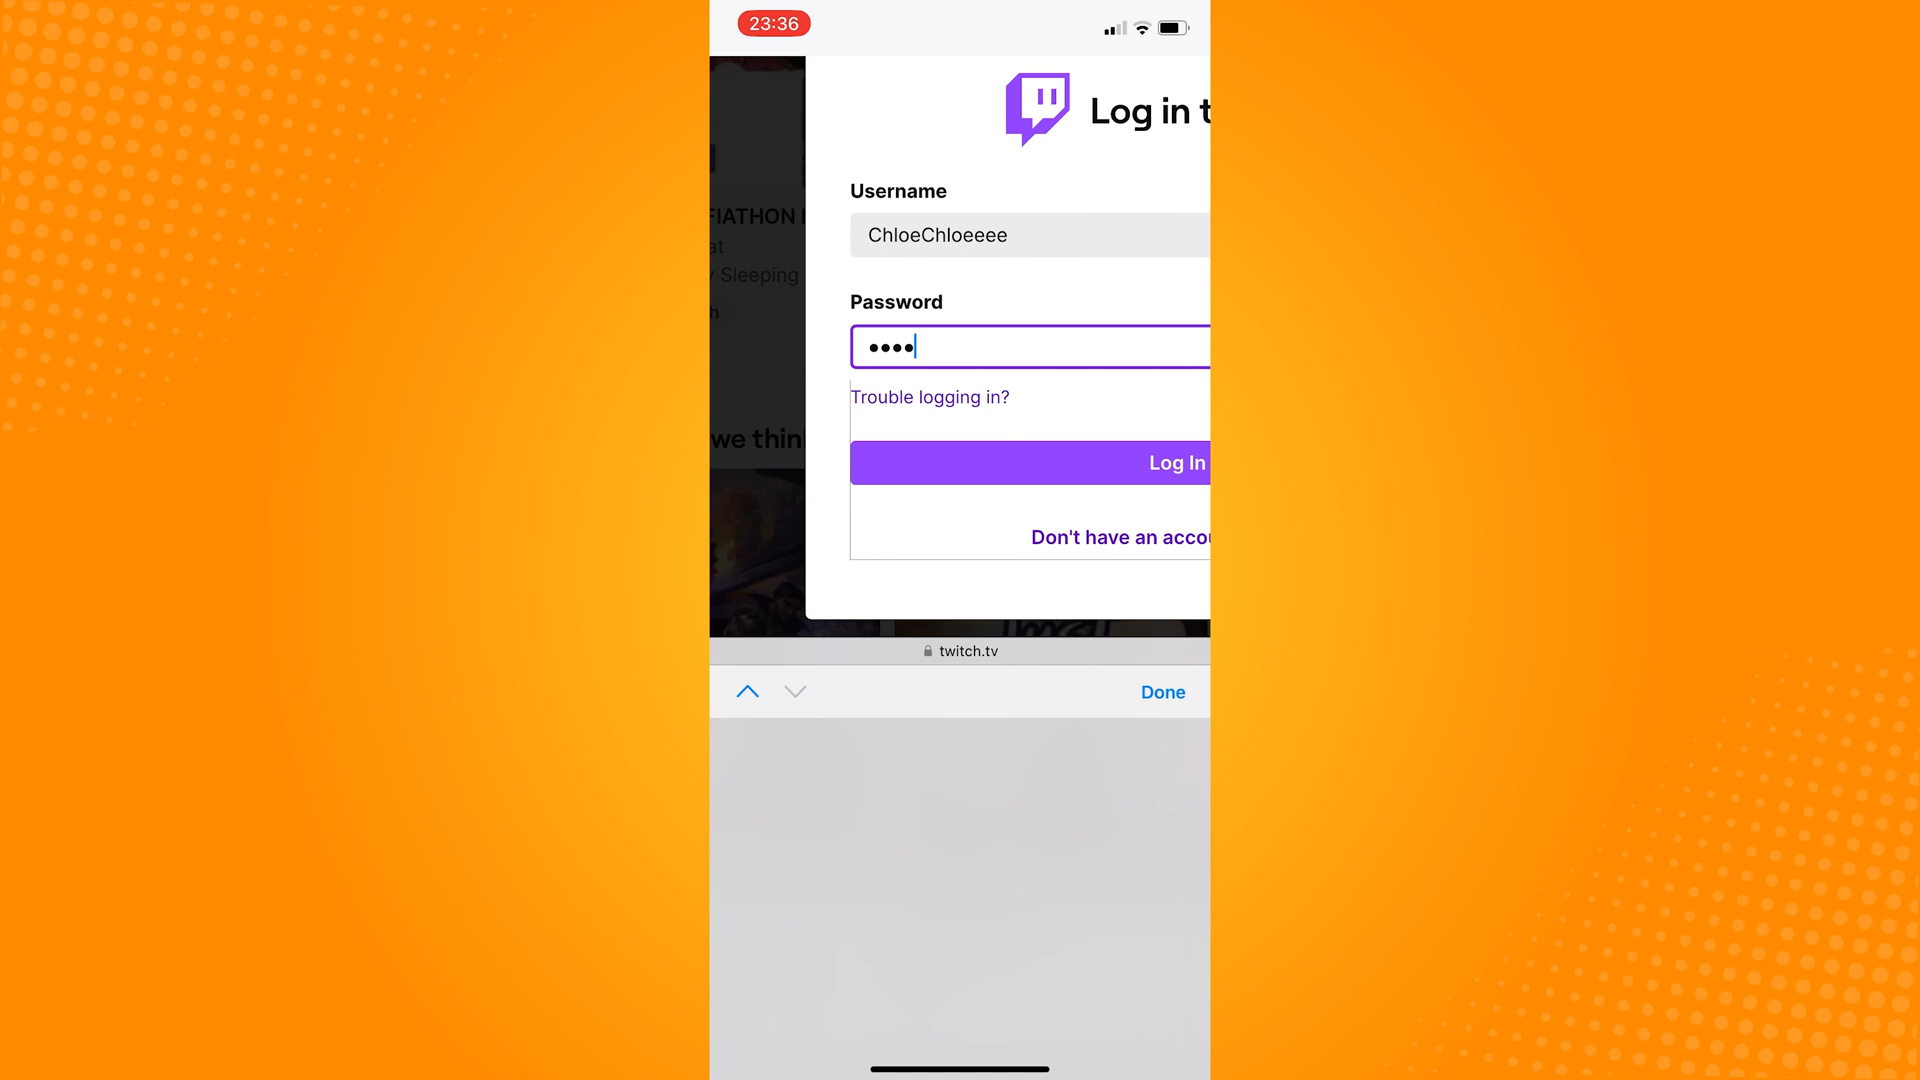 23:36
Log in t
Username
ChloeChloeeee
FIATHON
at
Sleeping
h
Password
Trouble logging in?
we thin
Log In
Don't have an acco
twitch.tv
Done